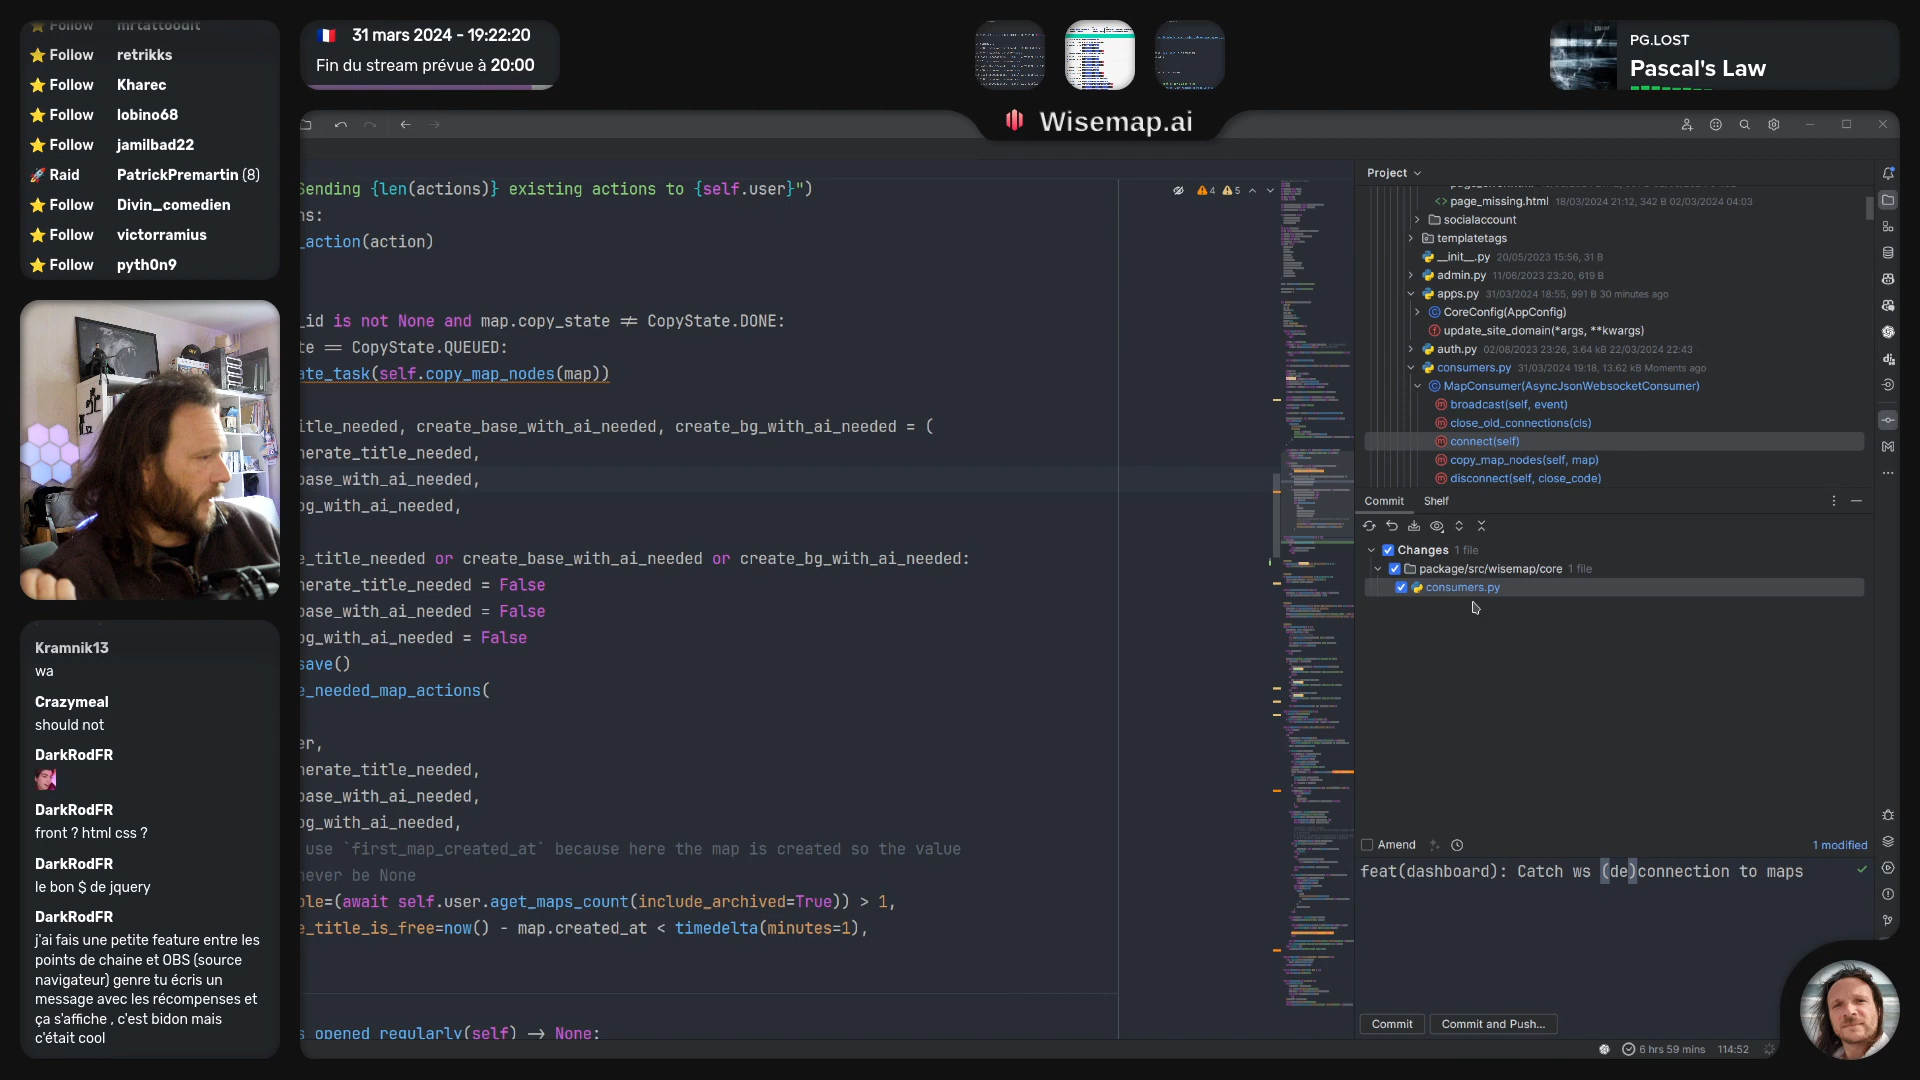 Follow mrtattoodit
Follow retrikks
Follow Kharec
Follow lobino68
Follow jamilbad22
Raid PatrickPremartin (8)
Follow Divin_comedien
Follow victorramius
Follow pyth0n9
Kramnik13
wa
Crazymeal
should not
DarkRodFR
DarkRodFR
front ? html css ?
DarkRodFR
le bon $ de jquery
DarkRodFR
j'ai fais une petite feature entre les
points de chaine et OBS (source
navigateur) genre tu écris un
message avec les récompenses et
ça s'affiche , c'est bidon mais
c'était cool
31 mars 2024 - 19:22:20
Fin du stream prévue à 20:00
PG.LOST
Pascal's Law
Wisemap.ai
Sending {len(actions)} existing actions to {self.user}")
ns:
_action(action)
_id is not None and map.copy_state ≠ CopyState.DONE:
te == CopyState.QUEUED:
ate_task(self.copy_map_nodes(map))
itle_needed, create_base_with_ai_needed, create_bg_with_ai_needed = (
nerate_title_needed,
base_with_ai_needed,
bg_with_ai_needed,
e_title_needed or create_base_with_ai_needed or create_bg_with_ai_needed:
nerate_title_needed = False
base_with_ai_needed = False
bg_with_ai_needed = False
save()
e_needed_map_actions(
er,
nerate_title_needed,
base_with_ai_needed,
bg_with_ai_needed,
use `first_map_created_at` because here the map is created so the value
never be None
ble=(await self.user.aget_maps_count(include_archived=True)) > 1,
e_title_is_free=now() - map.created_at < timedelta(minutes=1),
s_opened_regularly(self) → None:
4 5
Project
page_missing.html 18/03/2024 21:12, 342 B 02/03/2024 04:03
socialaccount
templatetags
__init__.py 20/05/2023 15:56, 31 B
admin.py 11/06/2023 23:20, 619 B
apps.py 31/03/2024 18:55, 991 B 30 minutes ago
CoreConfig(AppConfig)
update_site_domain(*args, **kwargs)
auth.py 02/08/2023 23:26, 3.64 kB 22/03/2024 22:43
consumers.py 31/03/2024 19:18, 13.62 kB Moments ago
MapConsumer(AsyncJsonWebsocketConsumer)
broadcast(self, event)
close_old_connections(cls)
connect(self)
copy_map_nodes(self, map)
disconnect(self, close_code)
Commit Shelf
Changes 1 file
package/src/wisemap/core 1 file
consumers.py
Amend 1 modified
feat(dashboard): Catch ws (de)connection to maps
Commit Commit and Push...
6 hrs 59 mins 114:52